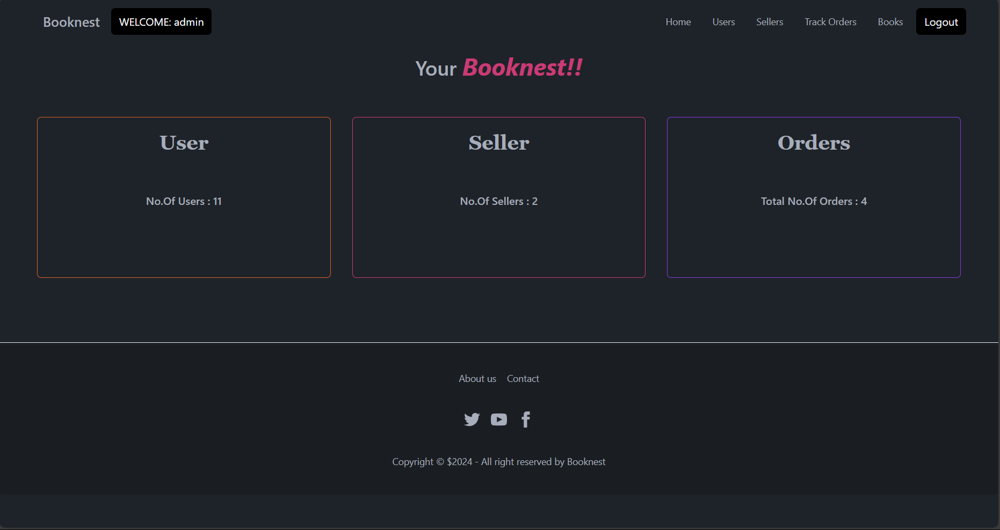 Booknest WELCOME: admin Home Users Sellers Track Orders Books Logout
Your Booknest!!
User Seller Orders
No.Of Users : 11 No.Of Sellers : 2 Total No.Of Orders : 4
About us Contact
Copyright © $2024 - All right reserved by Booknest